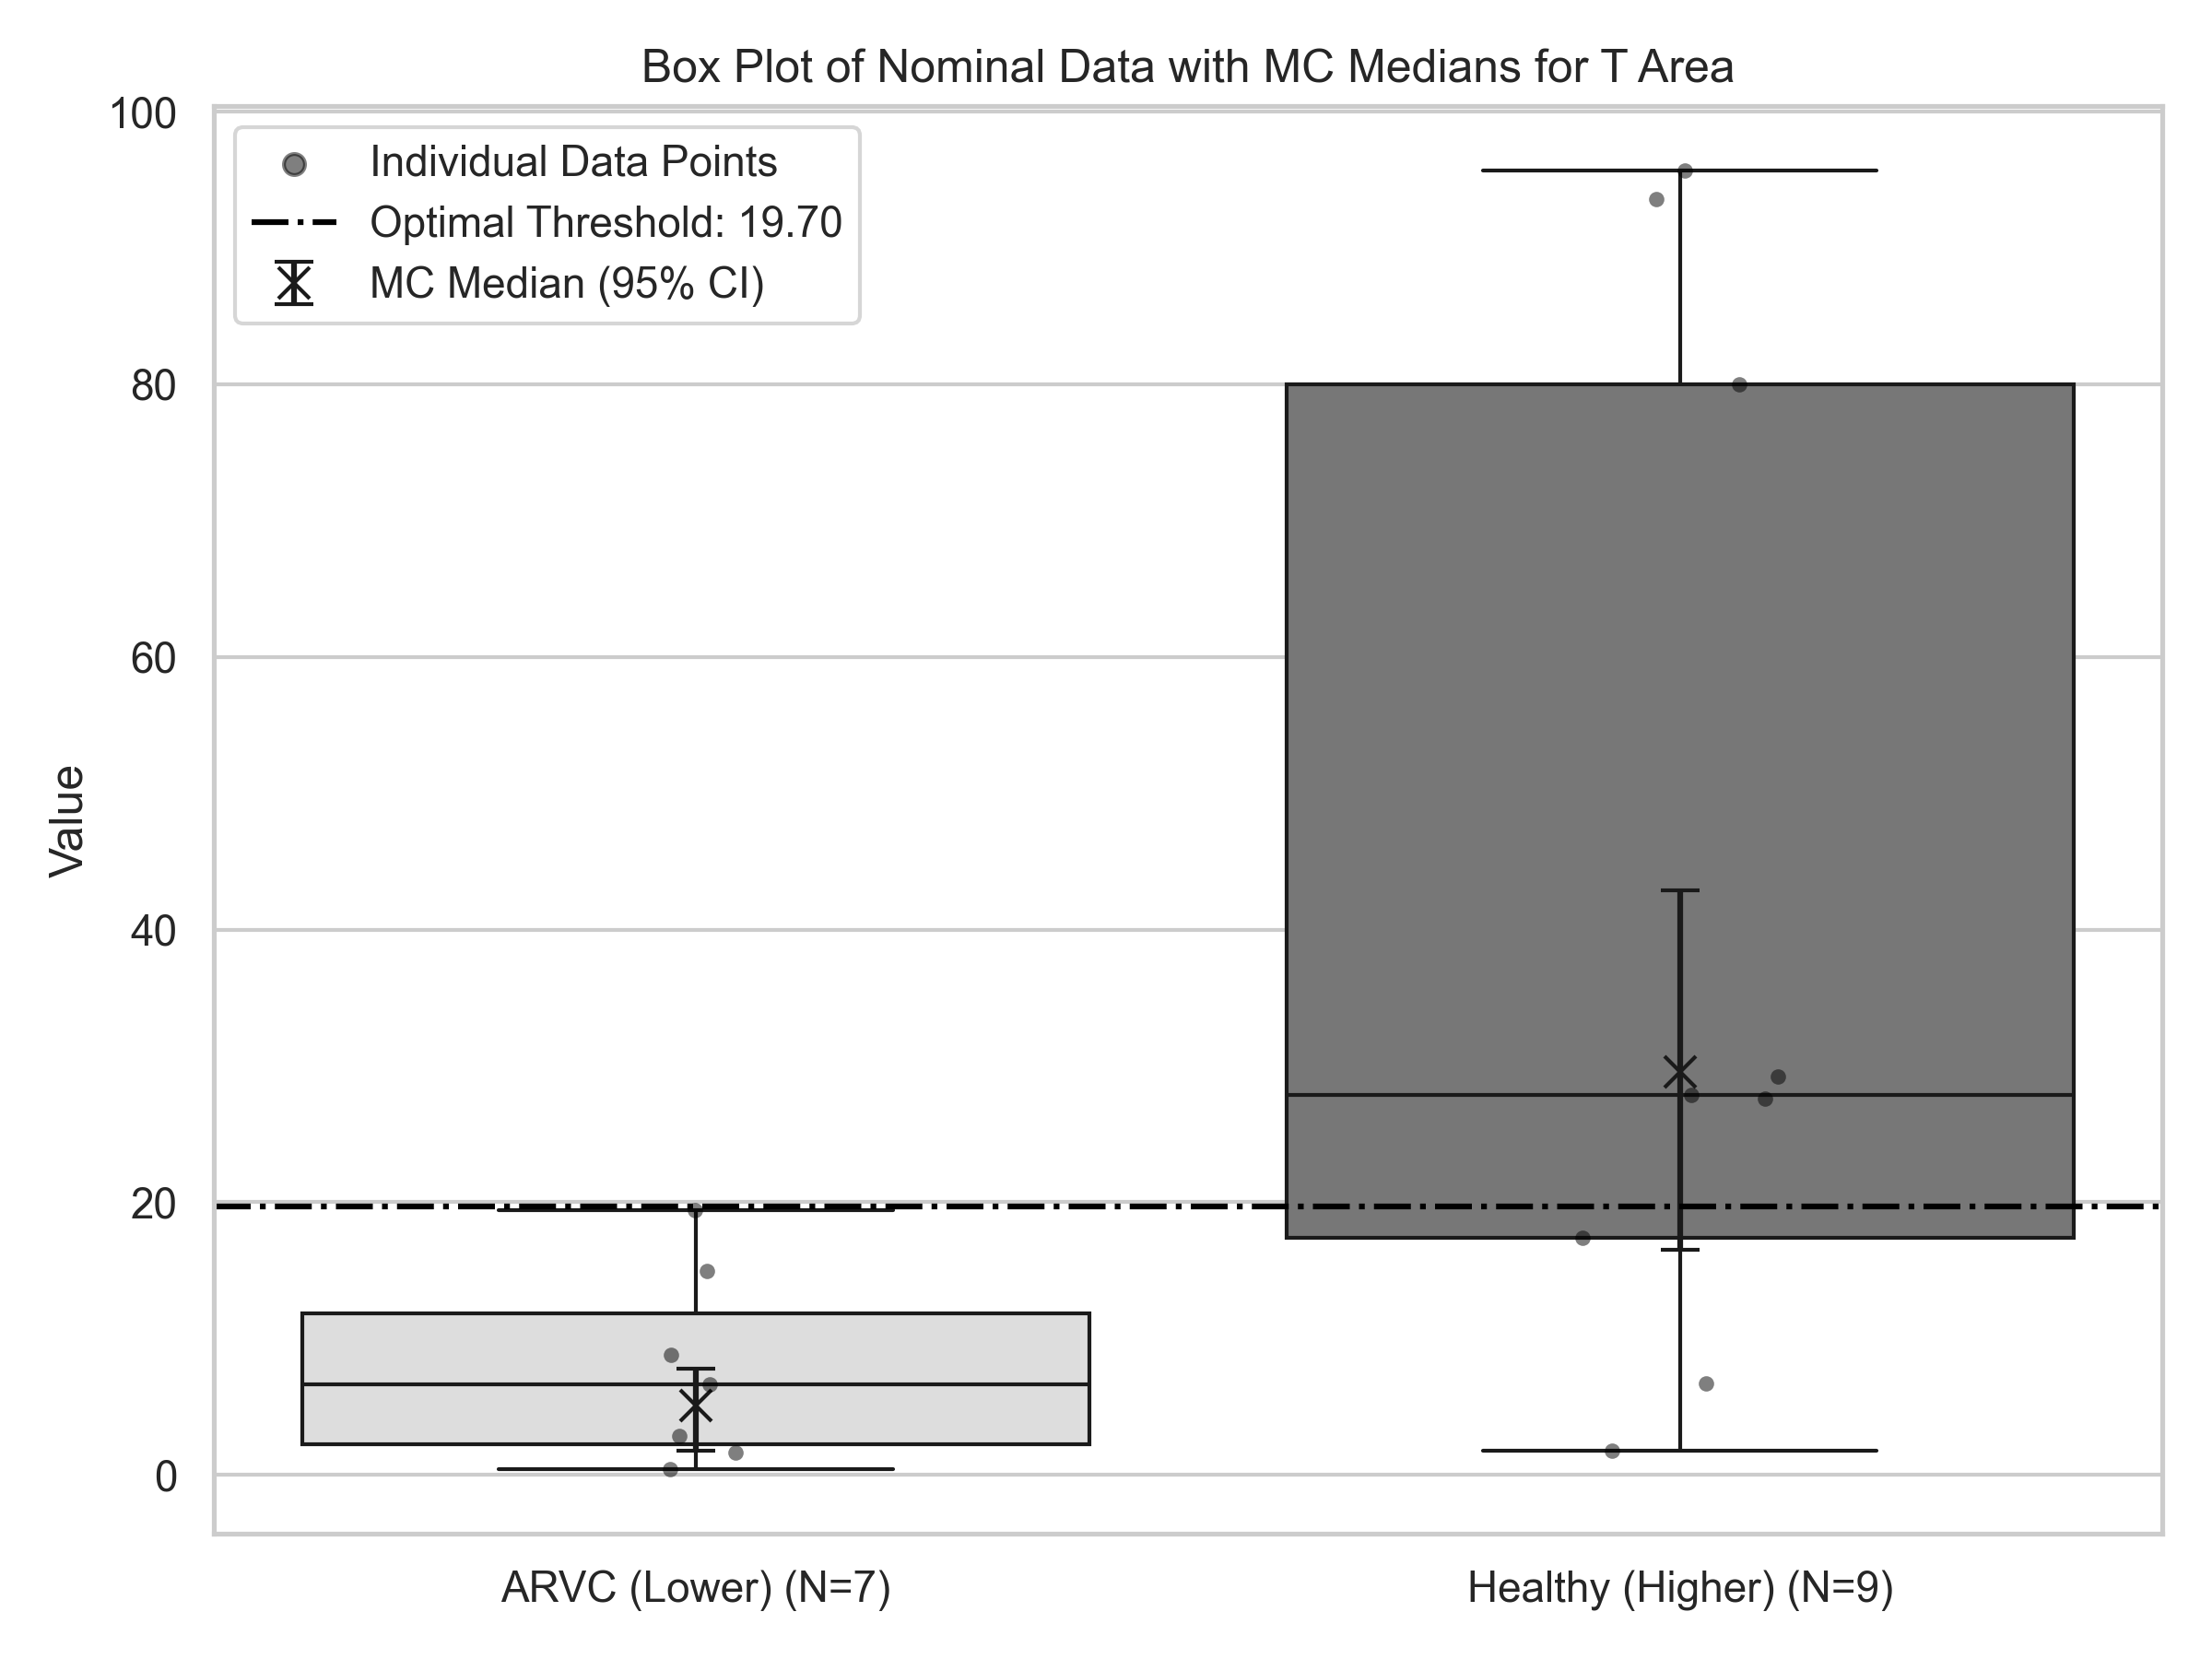 Box Plot of Nominal Data with MC Medians for T Area
100
80
60
40
20
0
Value
Individual Data Points
Optimal Threshold: 19.70
MC Median (95% CI)
ARVC (Lower) (N=7)
Healthy (Higher) (N=9)